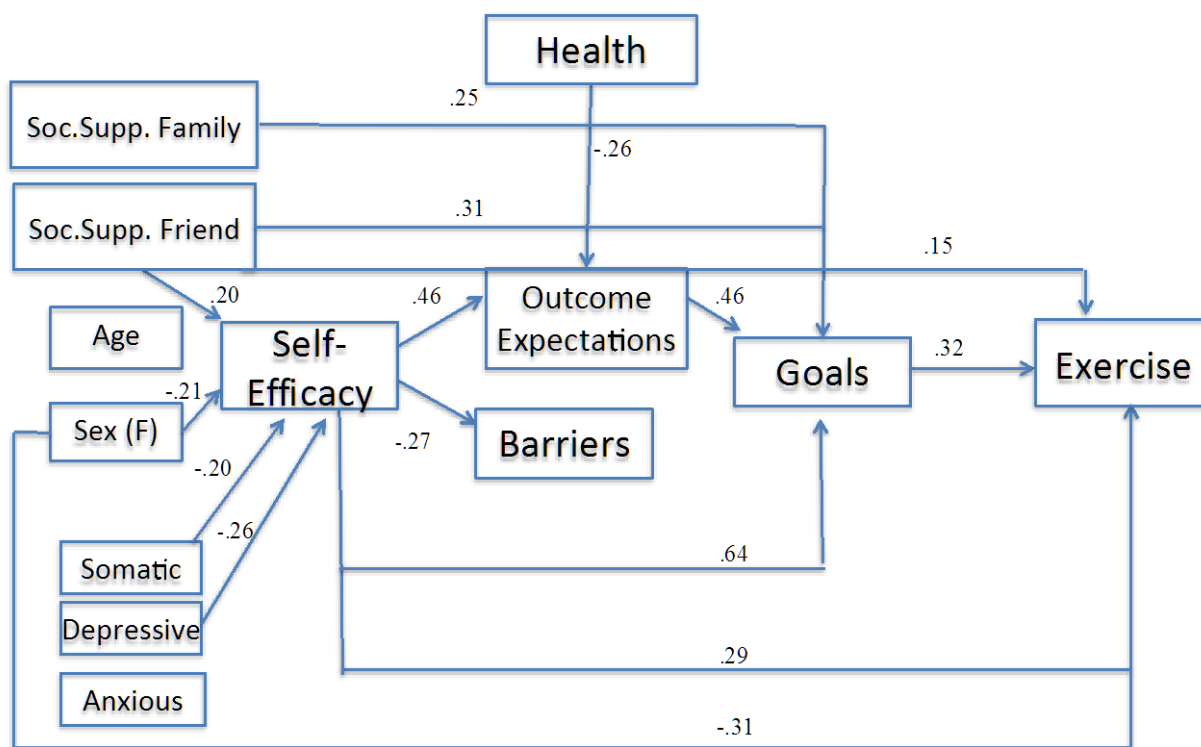 Health
.25
Soc.Supp. Family
-.26
.31
Soc.Supp. Friend
.15
.20
.46
Outcome
Expectations
.46
Age
Self-
Efficacy
Goals
.32
Exercise
-.21
Sex (F)
-.27
Barriers
-.20
-.26
Somatic
.64
Depressive
.29
Anxious
-.31